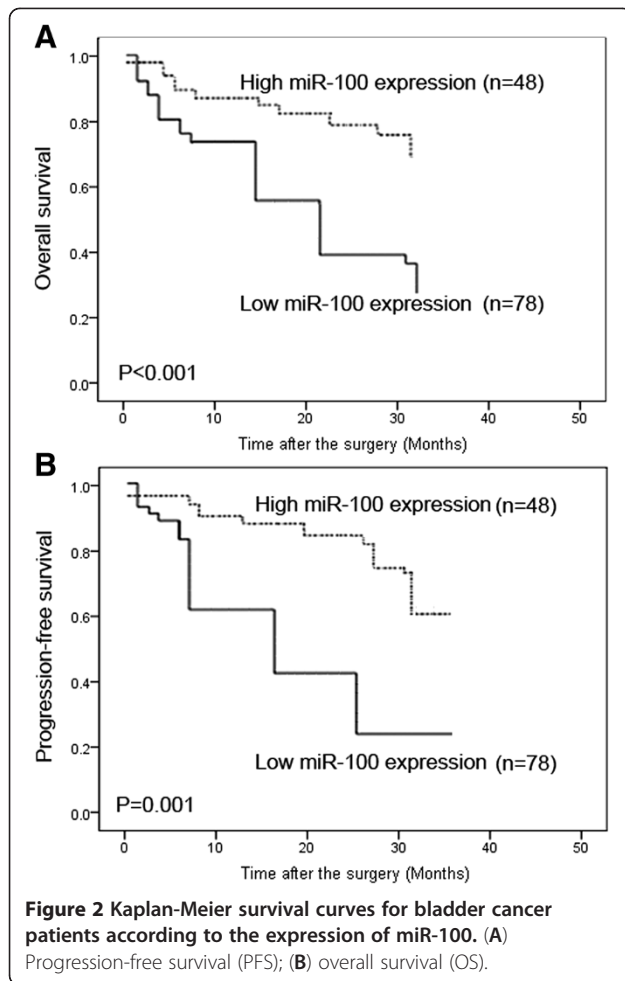 A
1.0
0.8
0.6
0.4
0.2
0.0
Overall survival
High miR-100 expression (n=48)
Low miR-100 expression (n=78)
P<0.001
0 10 20 30 40 50
Time after the surgery (Months)
B
1.0
0.8
0.6
0.4
0.2
0.0
Progression-free survival
High miR-100 expression (n=48)
Low miR-100 expression (n=78)
P=0.001
0 10 20 30 40 50
Time after the surgery (Months)
Figure 2 Kaplan-Meier survival curves for bladder cancer
patients according to the expression of miR-100. (A)
Progression-free survival (PFS); (B) overall survival (OS).